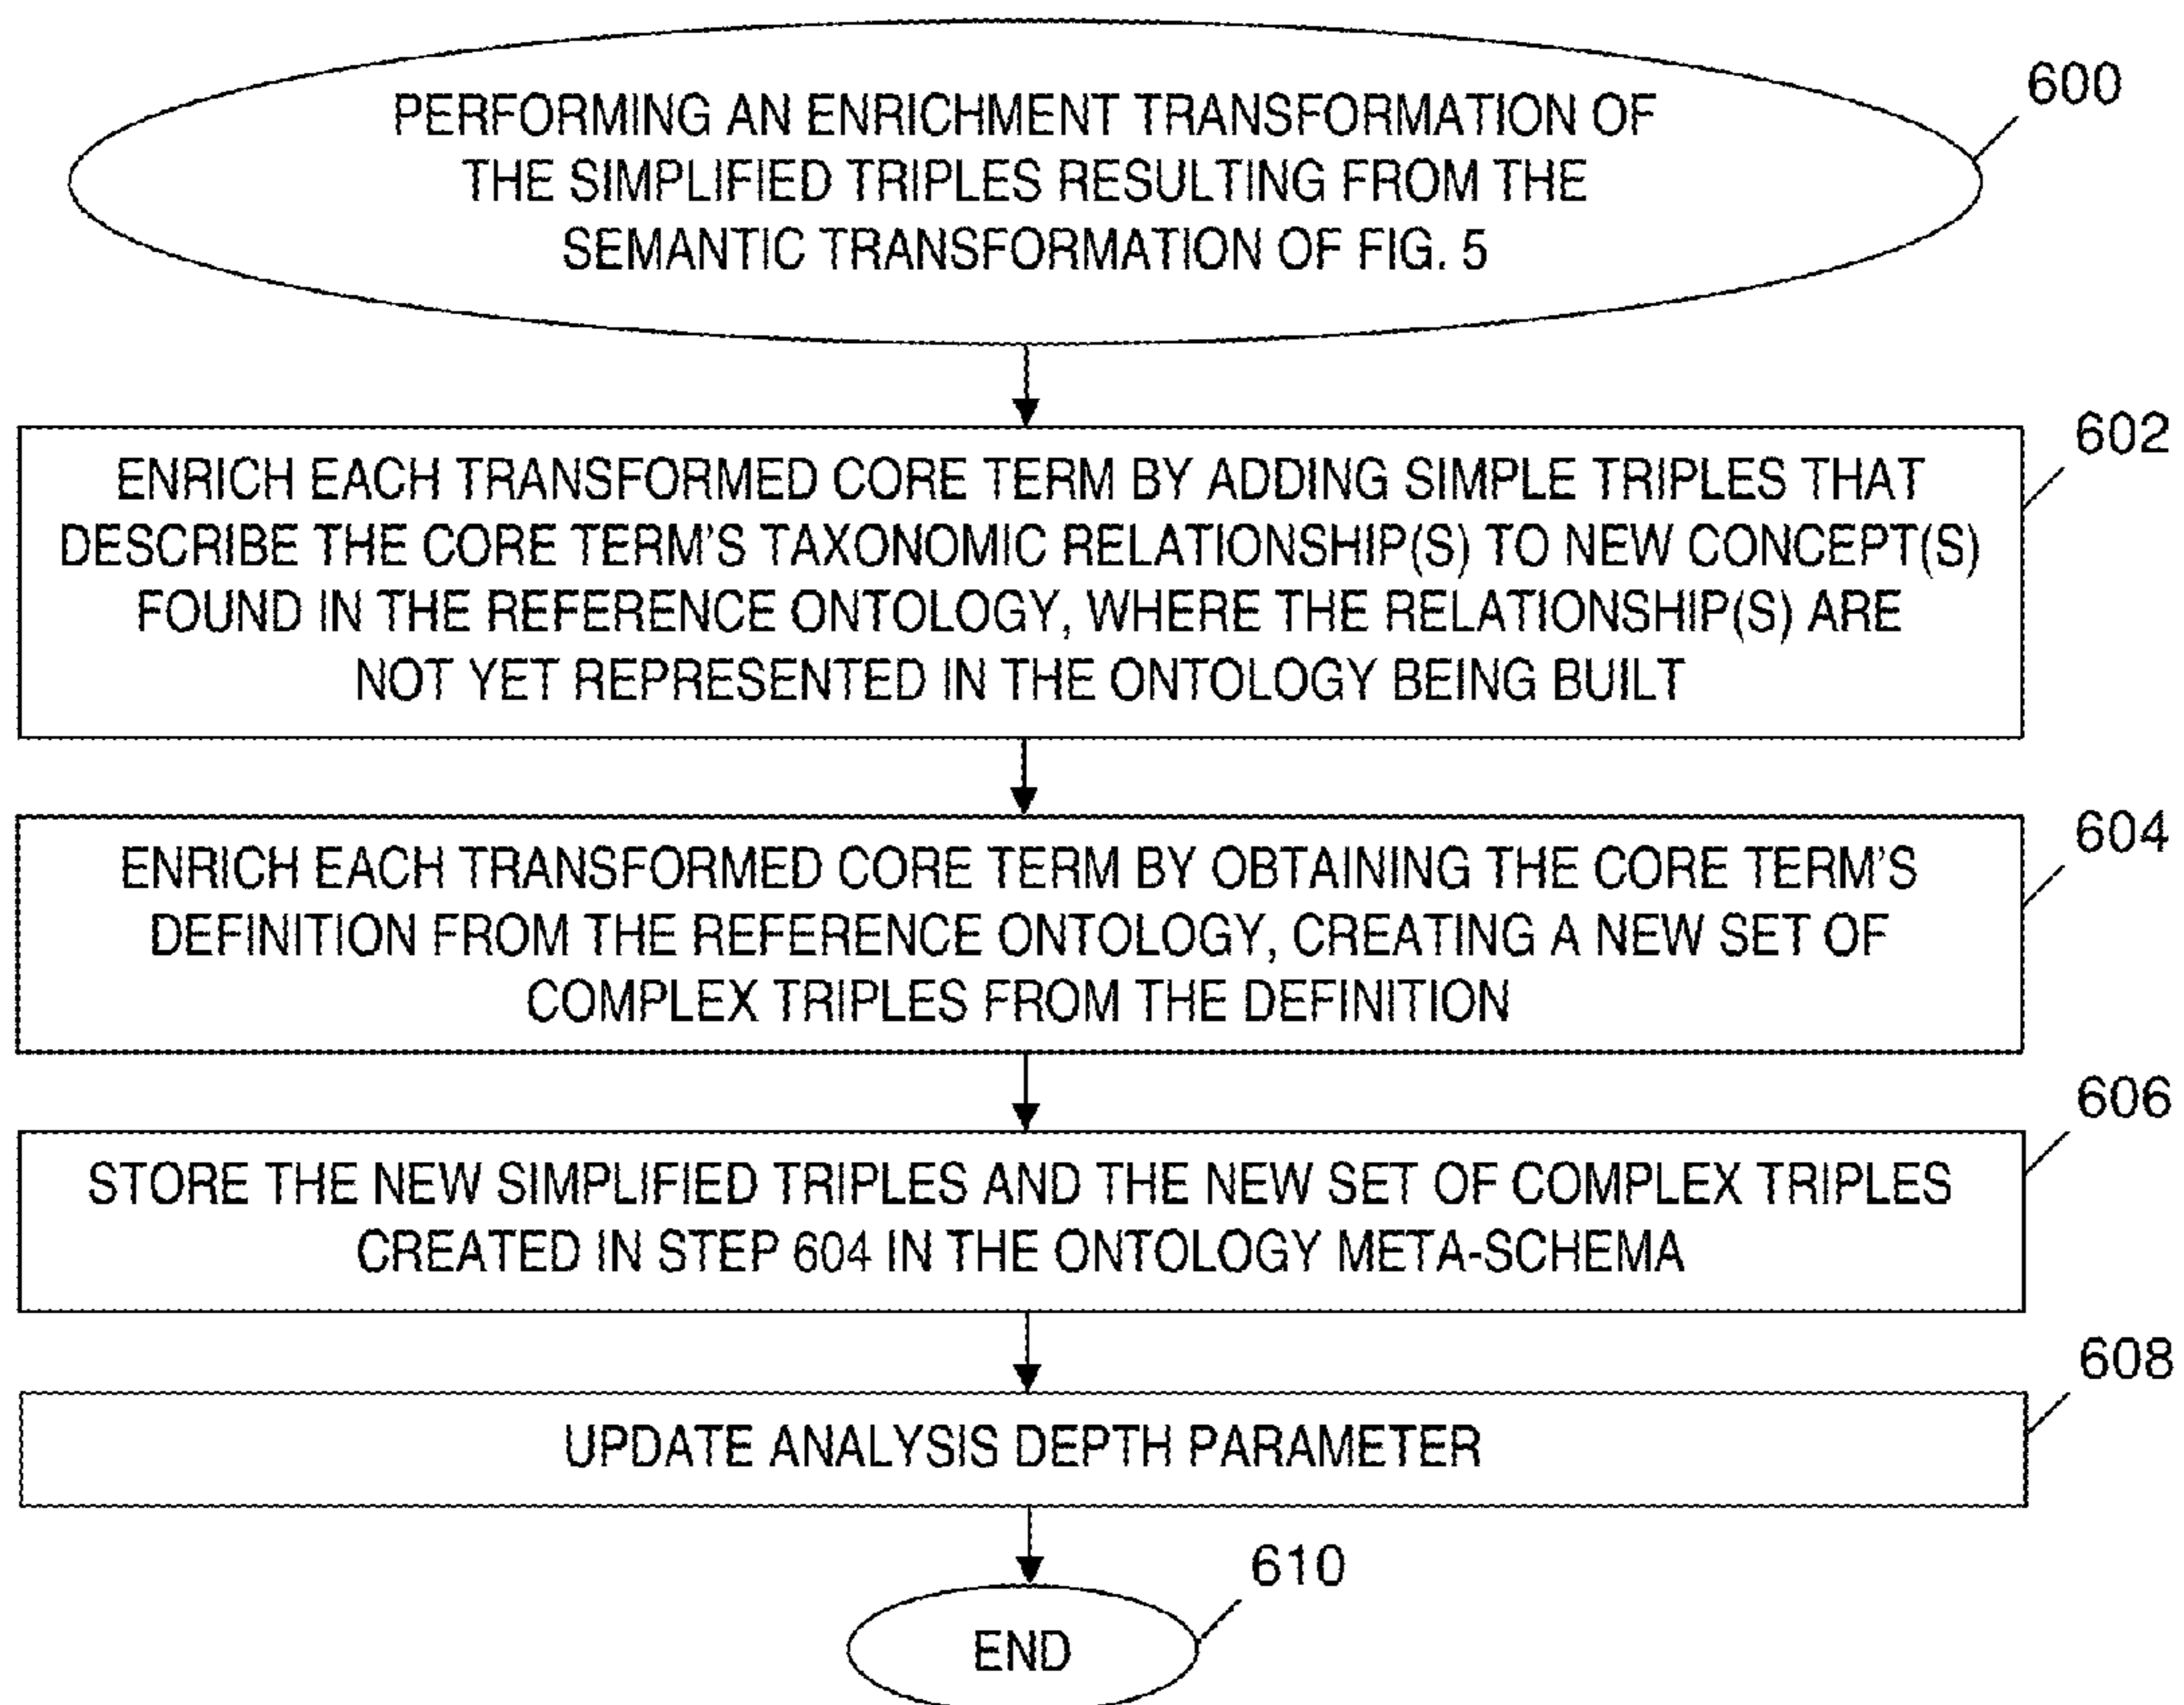 PERFORMING AN ENRICHMENT TRANSFORMATION OF
THE SIMPLIFIED TRIPLES RESULTING FROM THE
SEMANTIC TRANSFORMATION OF FIG. 5
600
602
ENRICH EACH TRANSFORMED CORE TERM BY ADDING SIMPLE TRIPLES THAT
DESCRIBE THE CORE TERM'S TAXONOMIC RELATIONSHIP(S) TO NEW CONCEPT(S)
FOUND IN THE REFERENCE ONTOLOGY, WHERE THE RELATIONSHIP(S) ARE
NOT YET REPRESENTED IN THE ONTOLOGY BEING BUILT
604
ENRICH EACH TRANSFORMED CORE TERM BY OBTAINING THE CORE TERM'S
DEFINITION FROM THE REFERENCE ONTOLOGY, CREATING A NEW SET OF
COMPLEX TRIPLES FROM THE DEFINITION
606
STORE THE NEW SIMPLIFIED TRIPLES AND THE NEW SET OF COMPLEX TRIPLES
CREATED IN STEP 604 IN THE ONTOLOGY META-SCHEMA
608
UPDATE ANALYSIS DEPTH PARAMETER
610
END